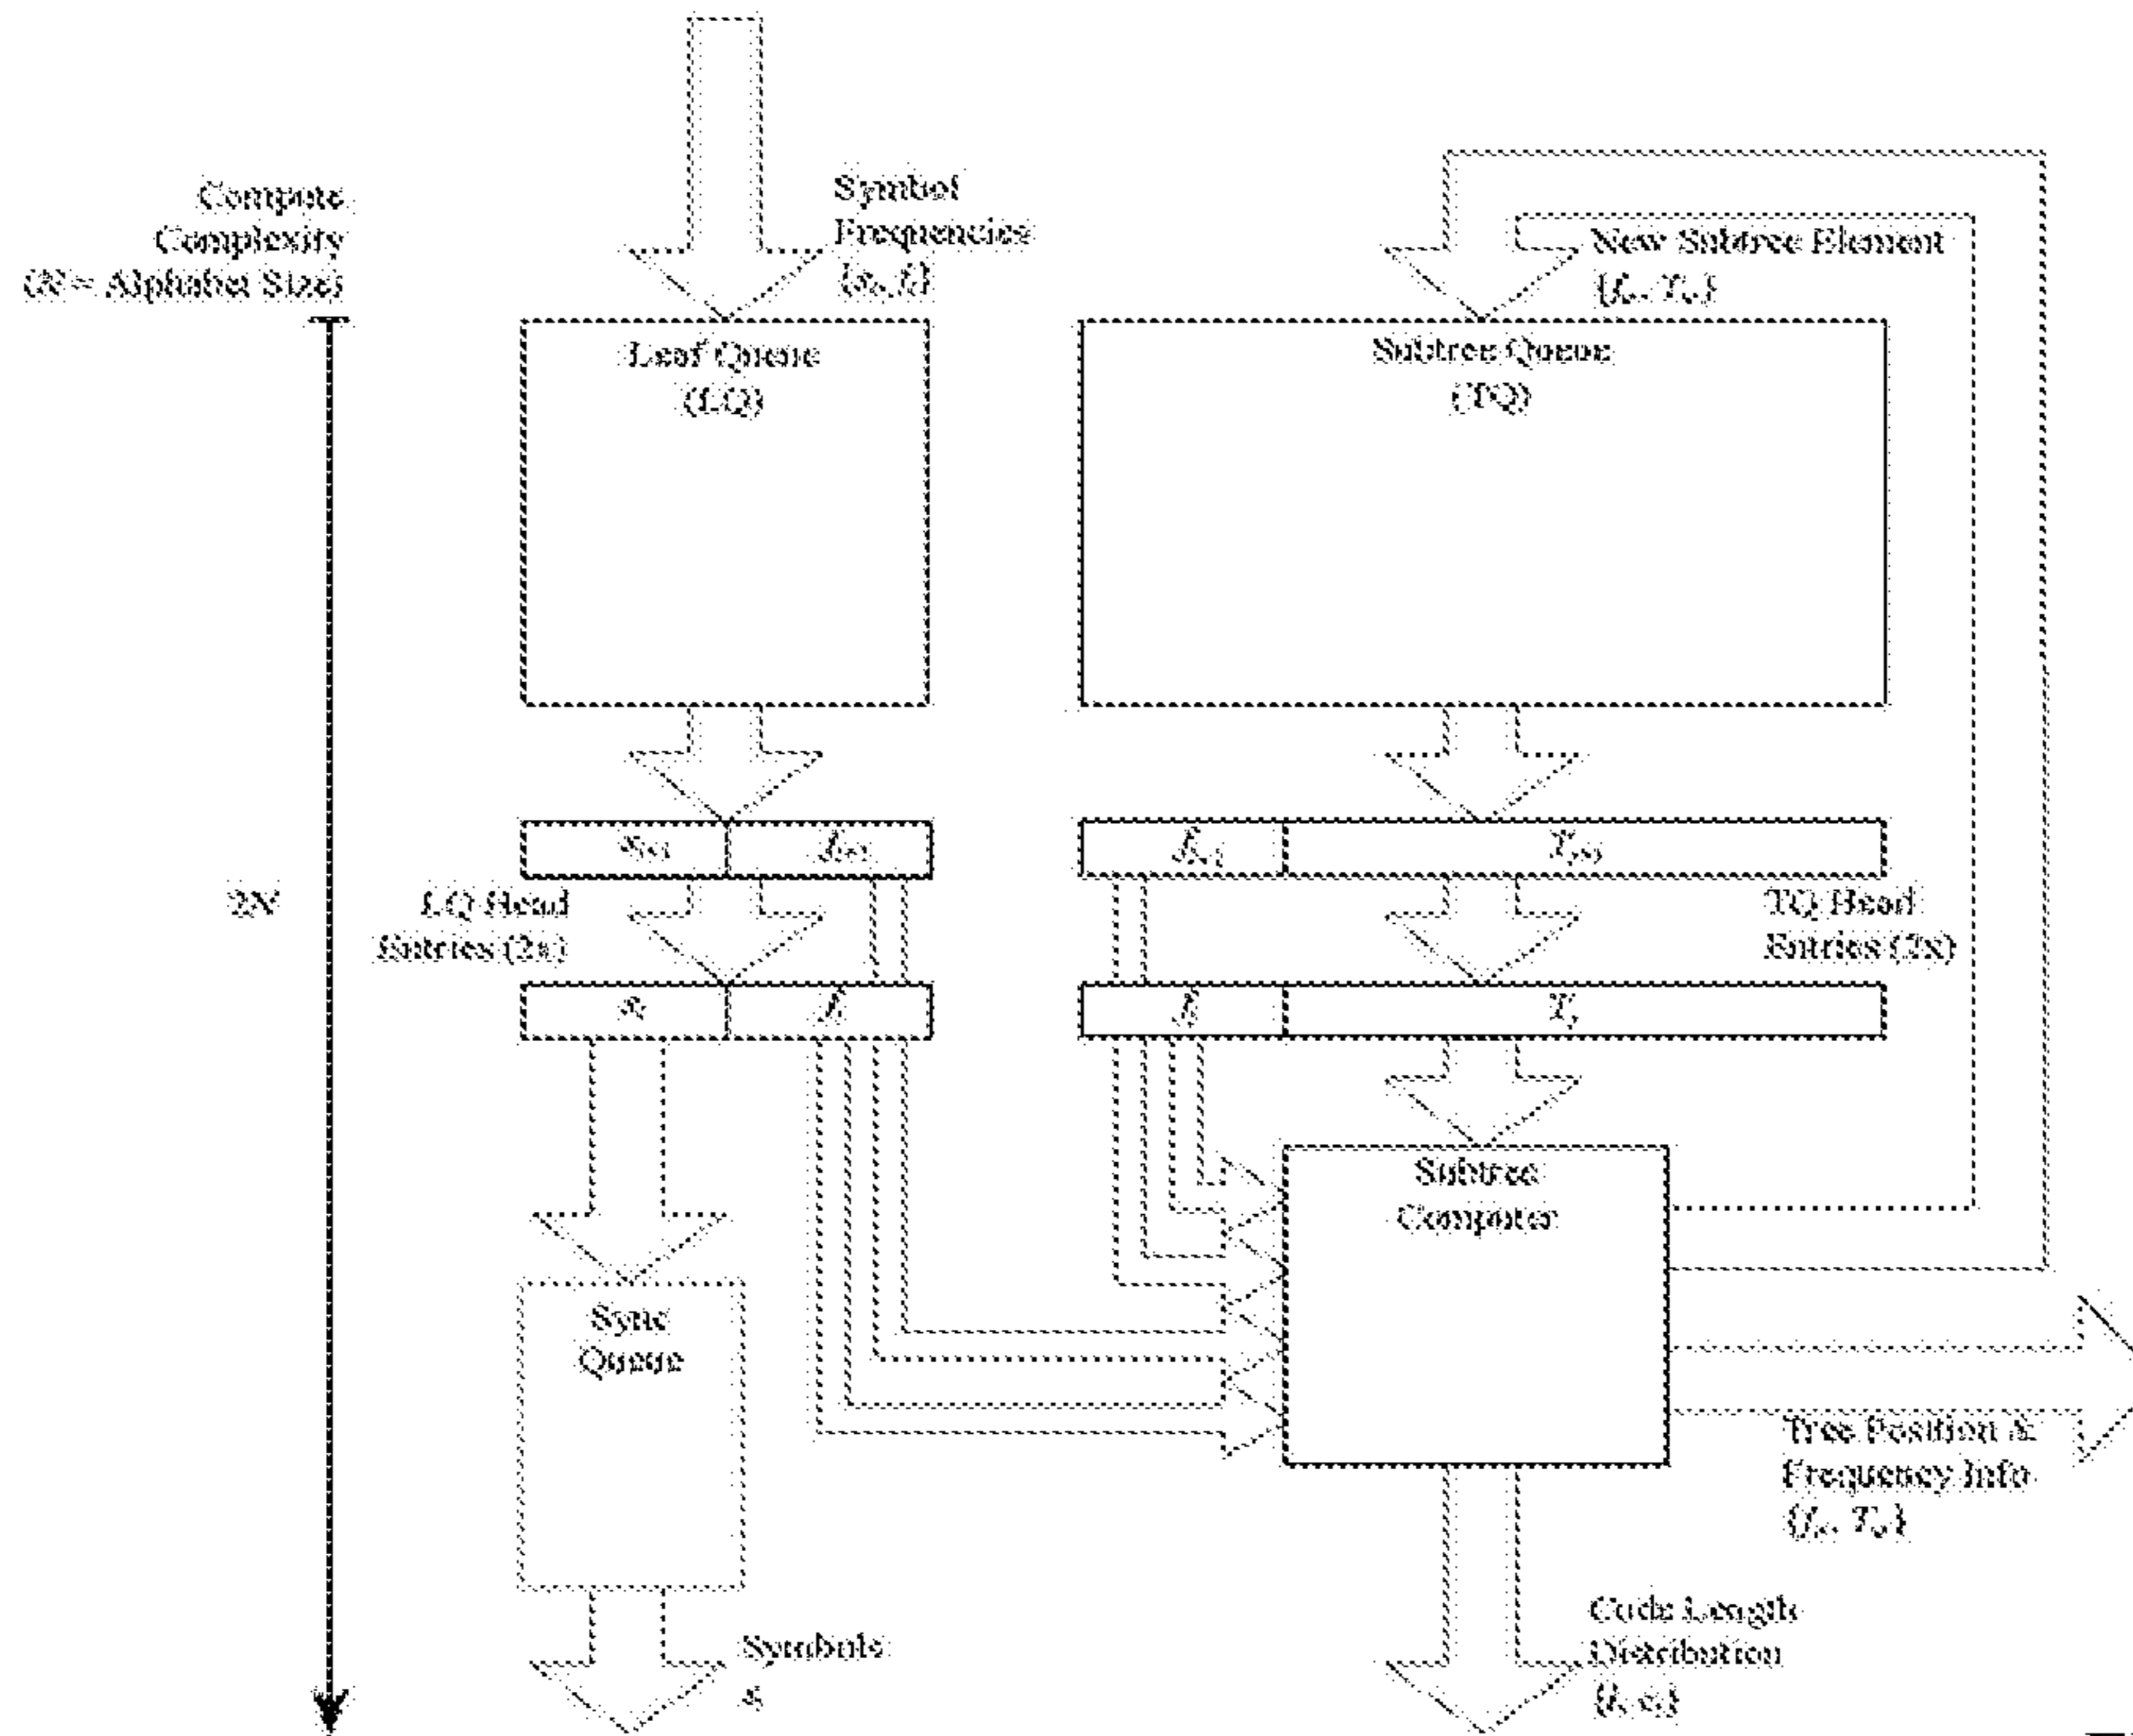 Compute
Complexity
(N = Alphabet Size)
Symbol
Frequencies
New Subtree Element
Leaf Queue
(LQ)
Subtree Queue
(TQ)
2N
LQ Head
Entries (2x)
TQ Head
Entries (2x)
Subtree
Computer
Sync
Queue
Tree Position &
Frequency Info
Symbols
Code Length
Distribution